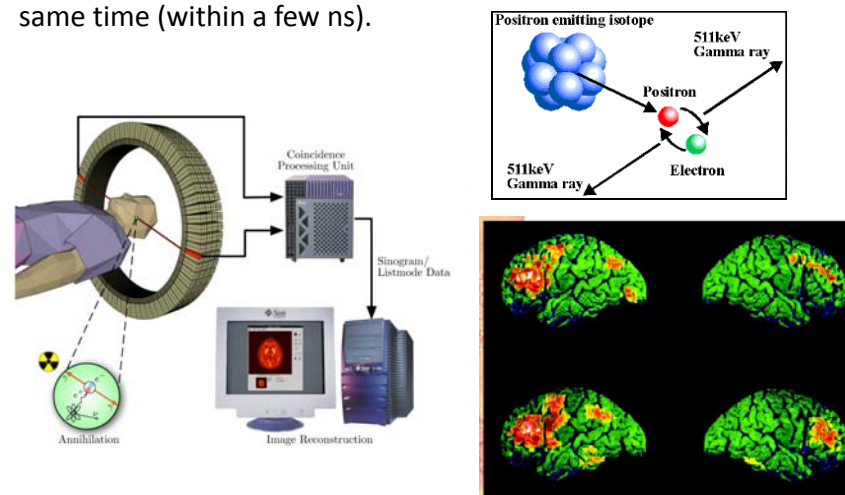 same time (within a few ns).
Positron emitting isotope
511keV
Gamma ray
Positron
511keV
Gamma ray
Electron
Coincidence
Processing Unit
Sinogram/
Listmode Data
Sun
Annihilation
Image Reconstruction